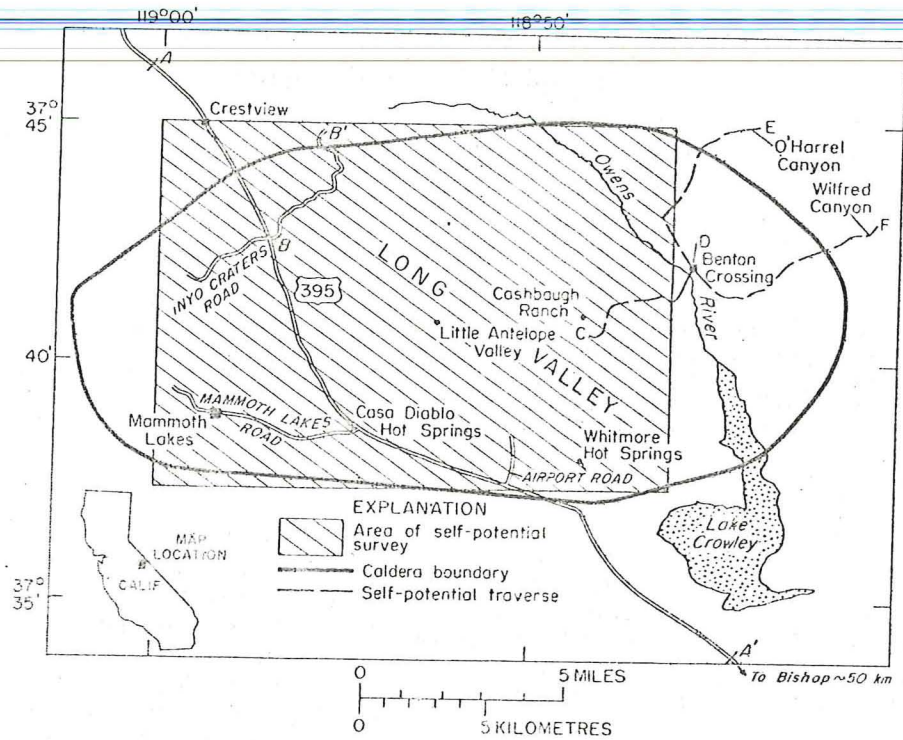 119°00'
118°50'
A
37°
45'
Crestview
B'
E
O'Harrel
Canyon
Wilfred
Canyon
F
Owens
D
Benton
Crossing
B
INYO CRATERS
ROAD
395
LONG
VALLEY
Cashbaugh
Ranch
C
Little Antelope
Valley
River
40'
MAMMOTH LAKES
ROAD
Mammoth
Lakes
Casa Diablo
Hot Springs
Whitmore
Hot Springs
AIRPORT ROAD
Lake
Crowley
EXPLANATION
Area of self-potential
survey
Caldera boundary
Self-potential traverse
MAP
LOCATION
CALIF
37°
35'
A'
To Bishop ~50 km
0 5 MILES
0 5 KILOMETRES